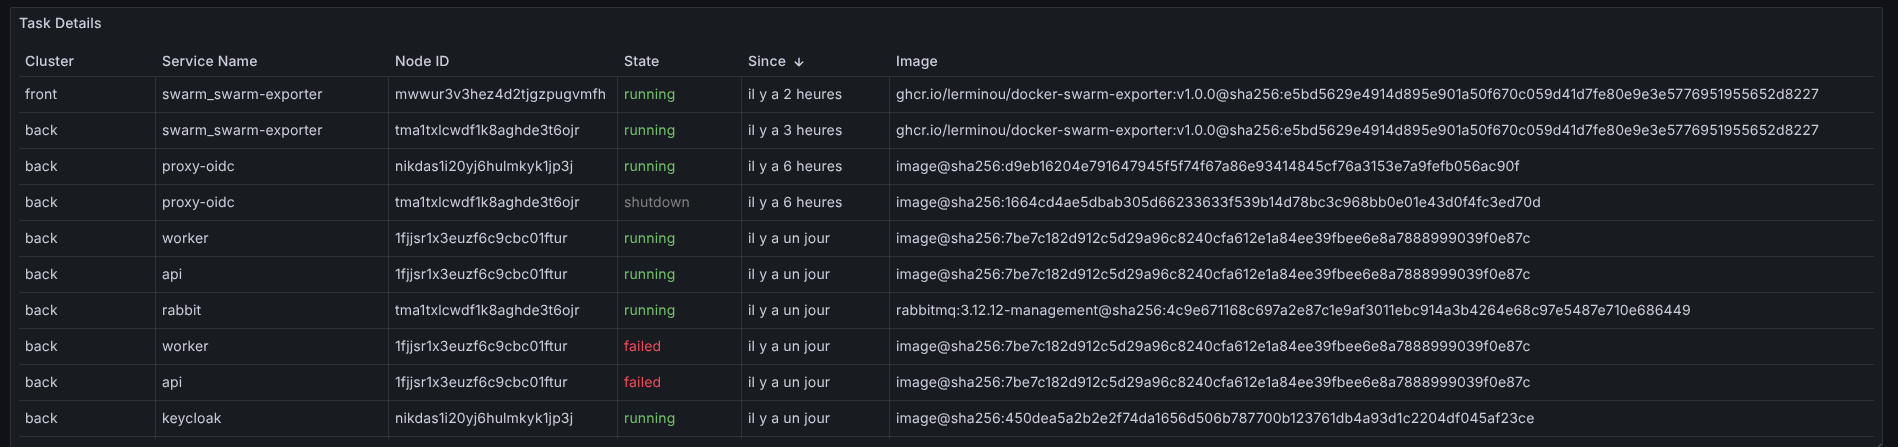 Task Details
Cluster Service Name Node ID State Since ↓ Image
front swarm_swarm-exporter mwwur3v3hez4d2tjgzpugvmfh running il y a 2 heures ghcr.io/lerminou/docker-swarm-exporter:v1.0.0@sha256:e5bd5629e4914d895e901a50f670c059d41d7fe80e9e3e5776951955652d8227
back swarm_swarm-exporter tma1txlcwdf1k8aghde3t6ojr running il y a 3 heures ghcr.io/lerminou/docker-swarm-exporter:v1.0.0@sha256:e5bd5629e4914d895e901a50f670c059d41d7fe80e9e3e5776951955652d8227
back proxy-oidc nikdas1i20yj6hulmkyk1jp3j running il y a 6 heures image@sha256:d9eb16204e791647945f5f74f67a86e93414845cf76a3153e7a9fefb056ac90f
back proxy-oidc tma1txlcwdf1k8aghde3t6ojr shutdown il y a 6 heures image@sha256:1664cd4ae5dbab305d66233633f539b14d78bc3c968bb0e01e43d0f4fc3ed70d
back worker 1fjjsr1x3euzf6c9cbc01ftur running il y a un jour image@sha256:7be7c182d912c5d29a96c8240cfa612e1a84ee39fbee6e8a7888999039f0e87c
back api 1fjjsr1x3euzf6c9cbc01ftur running il y a un jour image@sha256:7be7c182d912c5d29a96c8240cfa612e1a84ee39fbee6e8a7888999039f0e87c
back rabbit tma1txlcwdf1k8aghde3t6ojr running il y a un jour rabbitmq:3.12.12-management@sha256:4c9e671168c697a2e87c1e9af3011ebc914a3b4264e68c97e5487e710e686449
back worker 1fjjsr1x3euzf6c9cbc01ftur failed il y a un jour image@sha256:7be7c182d912c5d29a96c8240cfa612e1a84ee39fbee6e8a7888999039f0e87c
back api 1fjjsr1x3euzf6c9cbc01ftur failed il y a un jour image@sha256:7be7c182d912c5d29a96c8240cfa612e1a84ee39fbee6e8a7888999039f0e87c
back keycloak nikdas1i20yj6hulmkyk1jp3j running il y a un jour image@sha256:450dea5a2b2e2f74da1656d506b787700b123761db4a93d1c2204df045af23ce